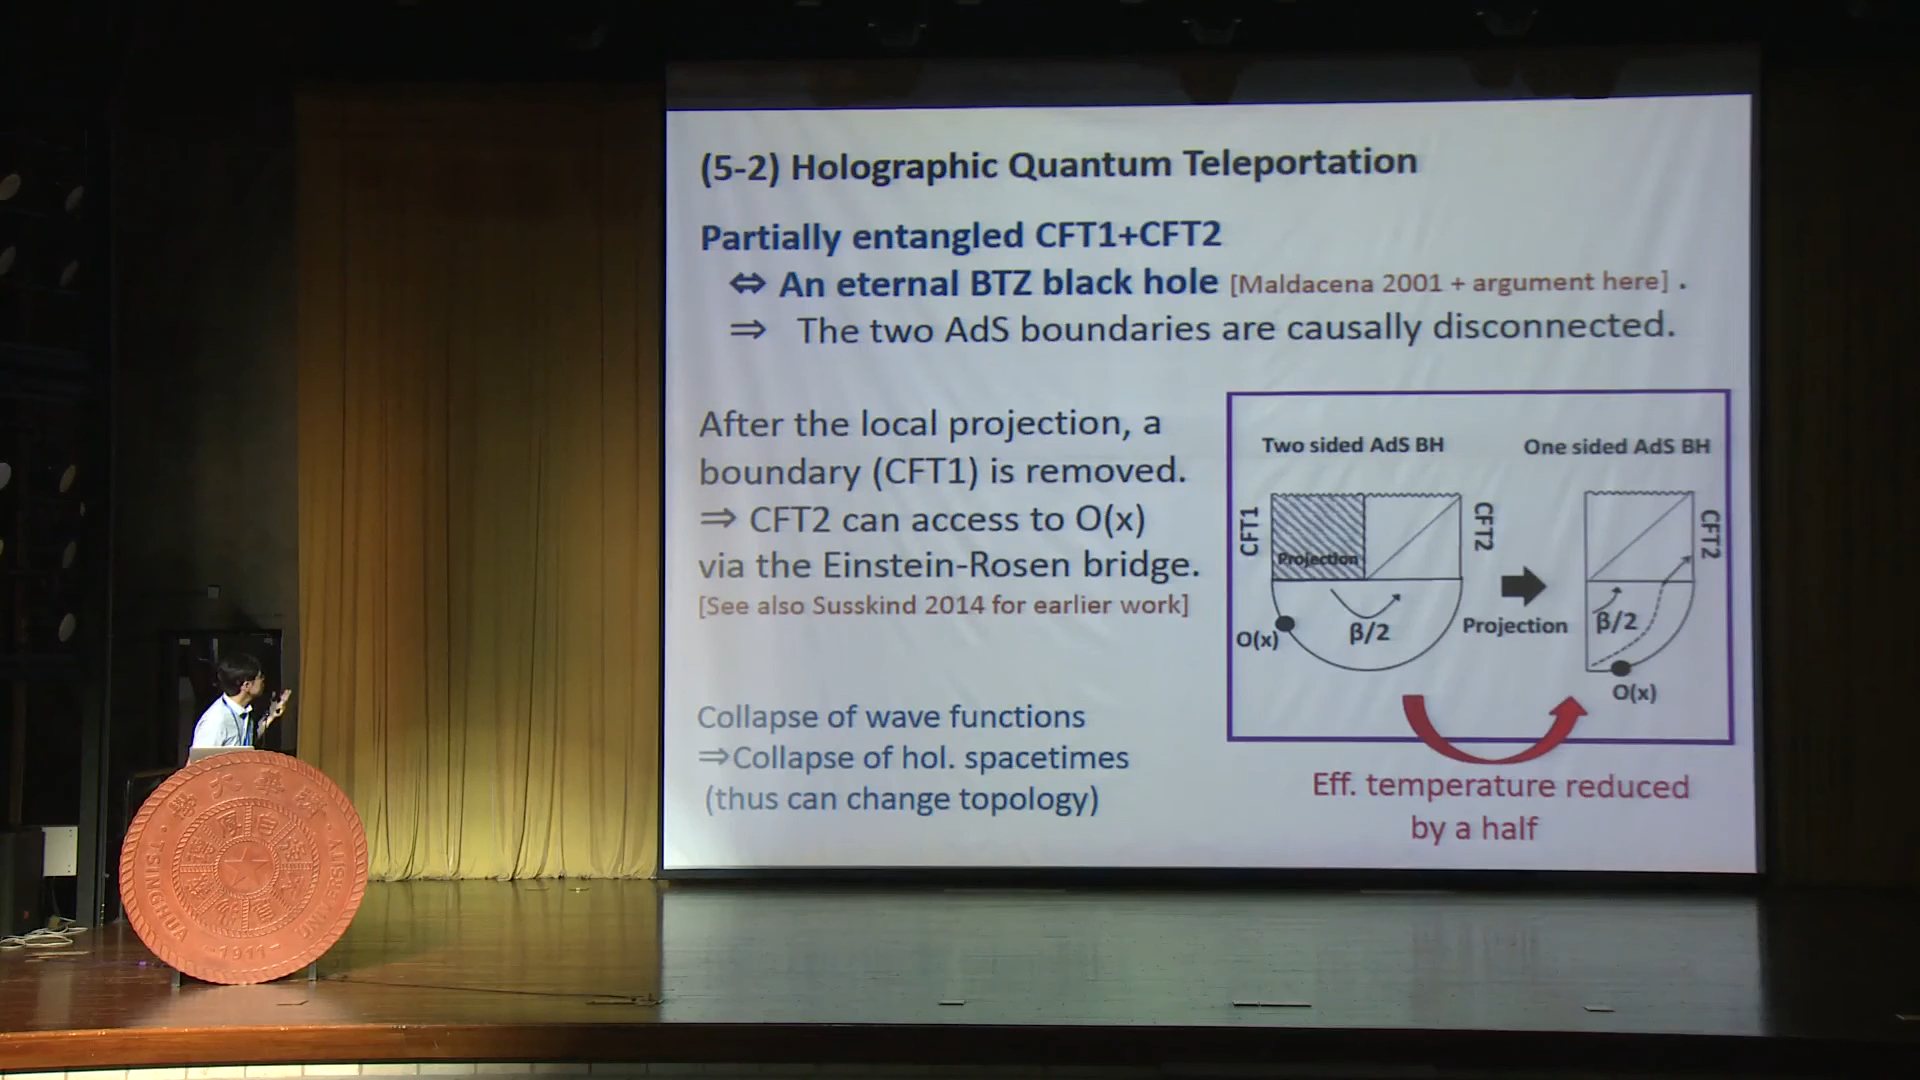 (5-2) Holographic Quantum Teleportation
Partially entangled CFT1+CFT2
⇔ An eternal BTZ black hole [Maldacena 2001 + argument here] .
⇒ The two AdS boundaries are causally disconnected.
After the local projection, a
boundary (CFT1) is removed.
⇒ CFT2 can access to O(x)
via the Einstein-Rosen bridge.
[See also Susskind 2014 for earlier work]
Collapse of wave functions
⇒Collapse of hol. spacetimes
(thus can change topology)
Two sided AdS BH
One sided AdS BH
CFT1
Projection
CFT2
O(x)
β/2
Projection
CFT2
β/2
O(x)
Eff. temperature reduced
by a half
TSINGHUA
UNIVERSITY
-1911-